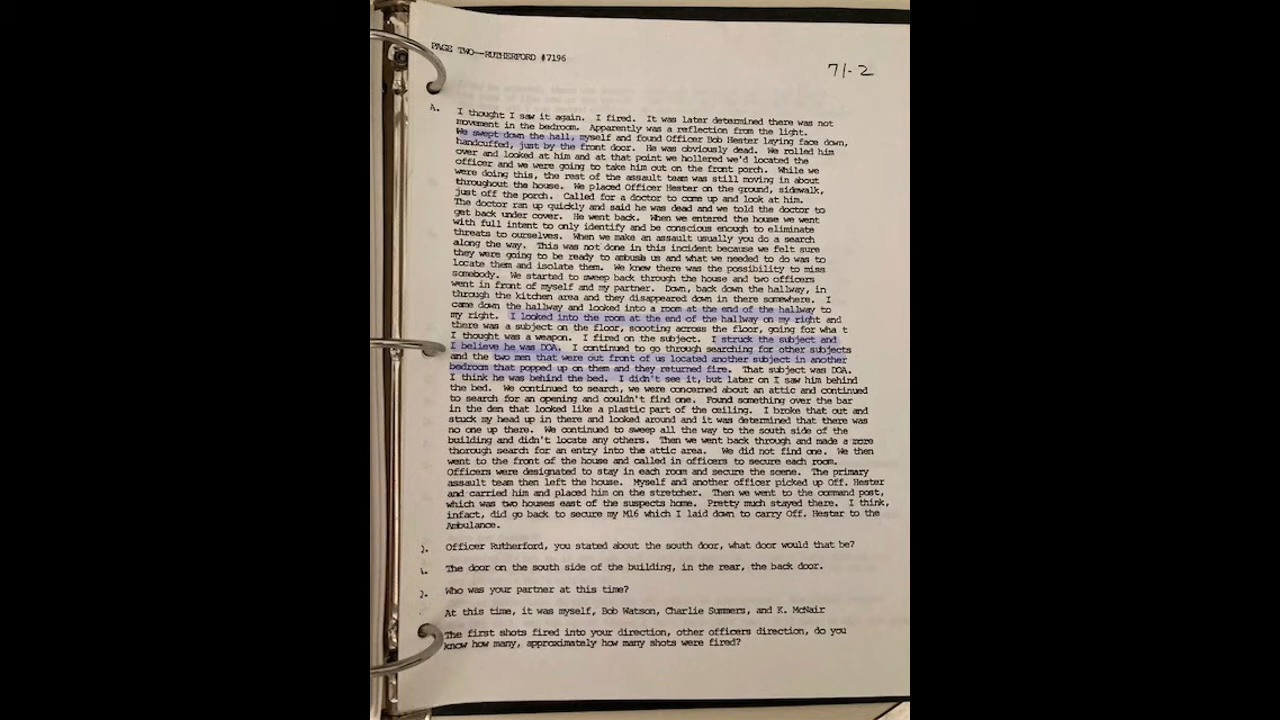 PAGE TWO--RUTHERFORD #7196
71-2
A. I thought I saw it again. I fired. It was later determined there was not
movement in the bedroom. Apparently was a reflection from the light.
We swept down the hall, myself and found Officer Bob Hester laying face down,
handcuffed, just by the front door. He was obviously dead. We rolled him
over and looked at him and at that point we hollered we'd located the
officer and we were going to take him out on the front porch. While we
were doing this, the rest of the assault team was still moving in about
throughout the house. We placed Officer Hester on the ground, sidewalk,
just off the porch. Called for a doctor to come up and look at him.
The doctor ran up quickly and said he was dead and we told the doctor to
get back under cover. He went back. When we entered the house we went
with full intent to only identify and be conscious enough to eliminate
threats to ourselves. When we make an assault usually you do a search
along the way. This was not done in this incident because we felt sure
they were going to be ready to ambush us and what we needed to do was to
locate them and isolate them. We knew there was the possibility to miss
somebody. We started to sweep back through the house and two officers
went in front of myself and my partner. Down, back down the hallway, in
through the kitchen area and they disappeared down in there somewhere. I
came down the hallway and looked into a room at the end of the hallway to
my right. I looked into the room at the end of the hallway on my right and
there was a subject on the floor, scooting across the floor, going for wha t
I thought was a weapon. I fired on the subject. I struck the subject and
I believe he was DOA. I continued to go through searching for other subjects
and the two men that were out front of us located another subject in another
bedroom that popped up on them and they returned fire. That subject was DOA.
I think he was behind the bed. I didn't see it, but later on I saw him behind
the bed. We continued to search, we were concerned about an attic and continued
to search for an opening and couldn't find one. Found something over the bar
in the den that looked like a plastic part of the ceiling. I broke that out and
stuck my head up in there and looked around and it was determined that there was
no one up there. We continued to sweep all the way to the south side of the
building and didn't locate any others. Then we went back through and made a more
thorough search for an entry into the attic area. We did not find one. We then
went to the front of the house and called in officers to secure each room.
Officers were designated to stay in each room and secure the scene. The primary
assault team then left the house. Myself and another officer picked up Off. Hester
and carried him and placed him on the stretcher. Then we went to the command post,
which was two houses east of the suspects home. Pretty much stayed there. I think,
infact, did go back to secure my M16 which I laid down to carry Off. Hester to the
Ambulance.
Officer Rutherford, you stated about the south door, what door would that be?
The door on the south side of the building, in the rear, the back door.
Who was your partner at this time?
At this time, it was myself, Bob Watson, Charlie Summers, and K. McNair
The first shots fired into your direction, other officers direction, do you
know how many, approximately how many shots were fired?